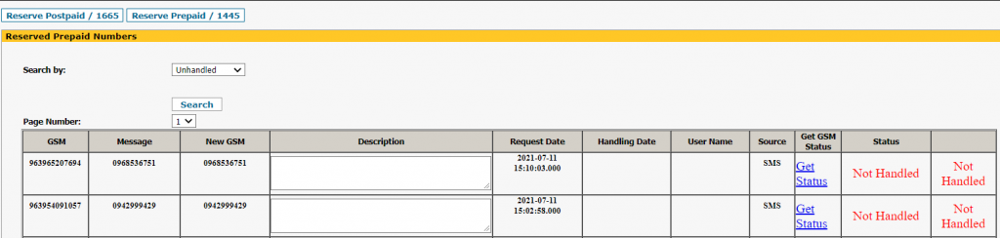 Reserve Postpaid / 1665 Reserve Prepaid / 1445
Reserved Prepaid Numbers
Search by: Unhandled
Search
Page Number: 1
GSM Message New GSM Description Request Date Handling Date User Name Source Get GSM Status Status
963965207694 0968536751 0968536751 2021-07-11 15:10:03.000 SMS Get Status Not Handled Not Handled
963954091057 0942999429 0942999429 2021-07-11 15:02:58.000 SMS Get Status Not Handled Not Handled